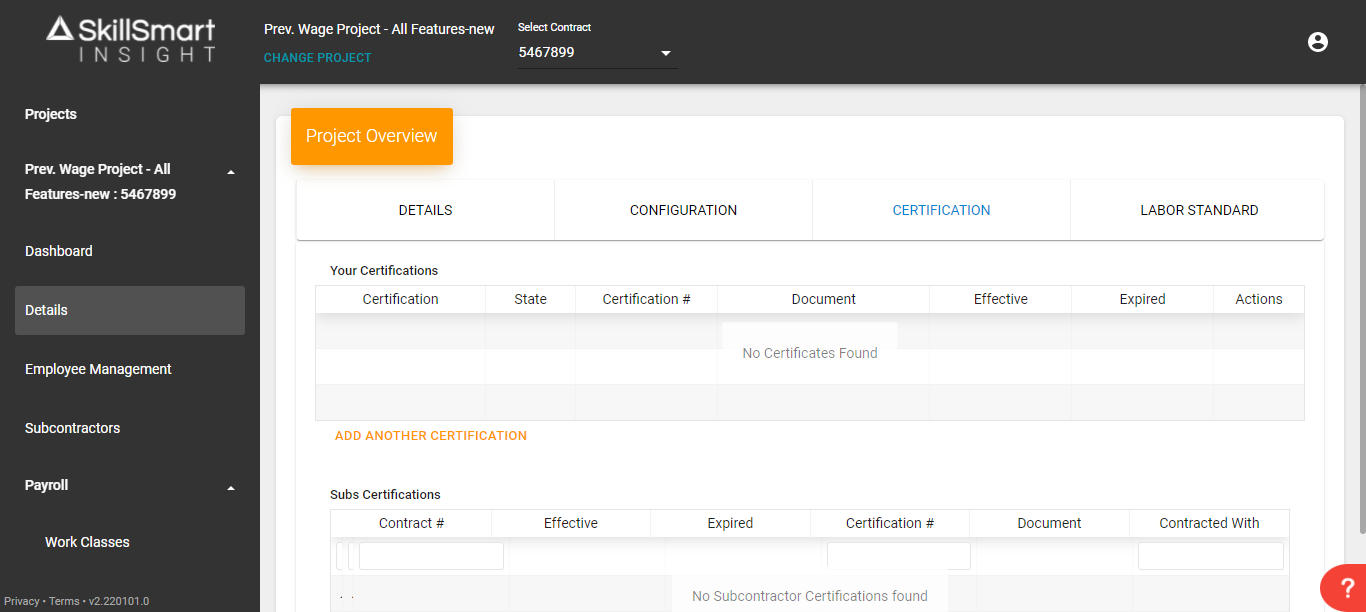 SkillSmart
INSIGHT
Prev. Wage Project - All Features-new
CHANGE PROJECT
Select Contract
5467899
Projects
Prev. Wage Project - All
Features-new : 5467899
Dashboard
Details
Employee Management
Subcontractors
Payroll
Work Classes
Privacy • Terms • v2.220101.0
Project Overview
DETAILS CONFIGURATION CERTIFICATION LABOR STANDARD
Your Certifications
Certification State Certification # Document Effective Expired Actions
No Certificates Found
ADD ANOTHER CERTIFICATION
Subs Certifications
Contract # Effective Expired Certification # Document Contracted With
No Subcontractor Certifications found
?